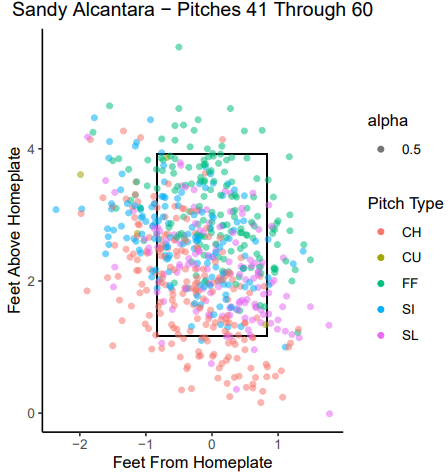 Sandy Alcantara − Pitches 41 Through 60
Feet Above Homeplate
4
2
0
−2
−1
0
1
Feet From Homeplate
alpha
0.5
Pitch Type
CH
CU
FF
SI
SL